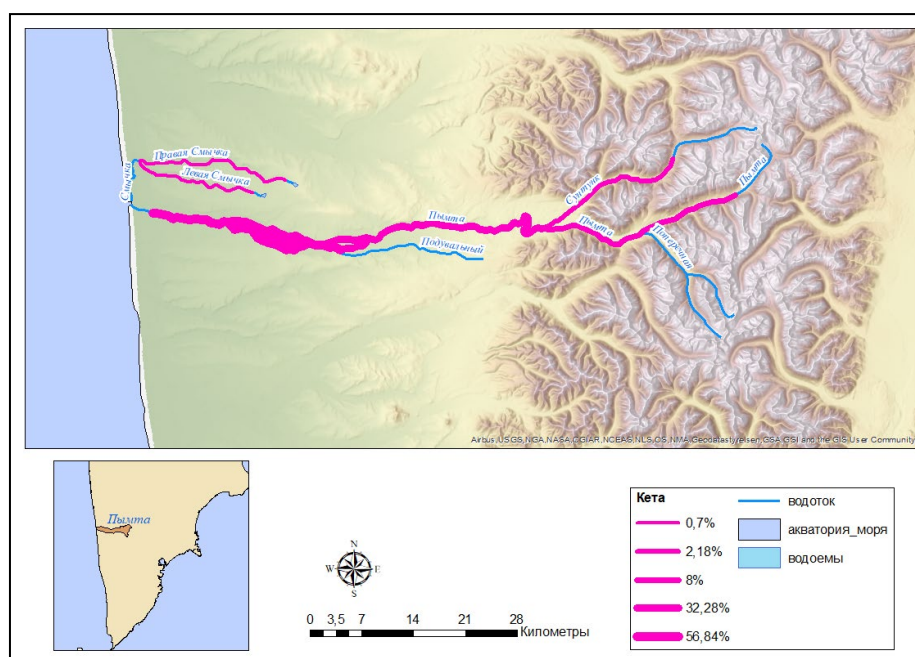 Правая Смычка
Левая Смычка
Смычка
Пымта
Подувальный
Сунтунк
Пымта
Пымта
Поперечная
Airbus,USGS,NGA,NASA,CGIAR,NCEAS,NLS,OS,NMA,Geodatastyrelsen,GSA,GSI and the GIS User Community
Пымта
N
W E
S
0 3,5 7 14 21 28
Километры
Кета
0,7%
2,18%
8%
32,28%
56,84%
водоток
акватория_моря
водоемы